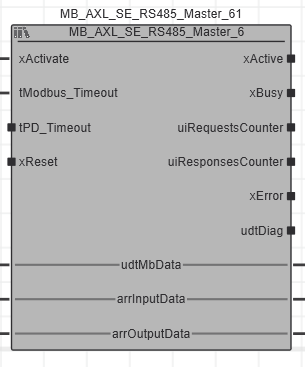 MB_AXL_SE_RS485_Master_61
MB_AXL_SE_RS485_Master_6
xActivate xActive
tModbus_Timeout xBusy
tPD_Timeout uiRequestsCounter
xReset uiResponsesCounter
xError
udtDiag
udtMbData
arrInputData
arrOutputData